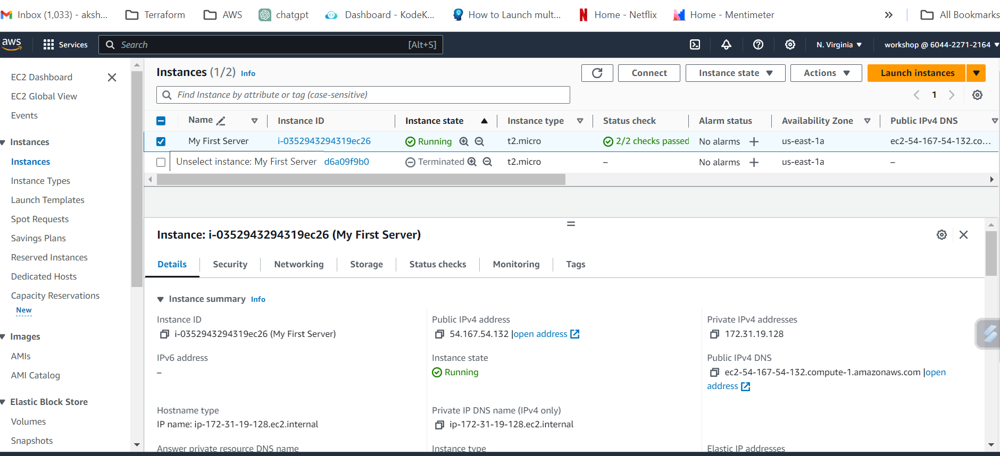 Inbox (1,033) - aksh... Terraform AWS chatgpt Dashboard - KodeK... How to Launch mult... Home - Netflix Home - Mentimeter » All Bookmarks
aws Services Search [Alt+S] N. Virginia ▼ workshop @ 6044-2271-2164 ▼
EC2 Dashboard
EC2 Global View
Events
Instances
Instances
Instance Types
Launch Templates
Spot Requests
Savings Plans
Reserved Instances
Dedicated Hosts
Capacity Reservations
New
Images
AMIs
AMI Catalog
Elastic Block Store
Volumes
Snapshots
Instances (1/2) Info
Connect Instance state ▼ Actions ▼ Launch instances ▼
Find Instance by attribute or tag (case-sensitive)
1
Name Instance ID Instance state Instance type Status check Alarm status Availability Zone Public IPv4 DNS
My First Server i-0352943294319ec26 Running t2.micro 2/2 checks passed No alarms + us-east-1a ec2-54-167-54-132.co...
Unselect instance: My First Server d6a09f9b0 Terminated t2.micro – No alarms + us-east-1a –
Instance: i-0352943294319ec26 (My First Server)
Details Security Networking Storage Status checks Monitoring Tags
Instance summary Info
Instance ID
i-0352943294319ec26 (My First Server)
Public IPv4 address
54.167.54.132 |open address
Private IPv4 addresses
172.31.19.128
IPv6 address
–
Instance state
Running
Public IPv4 DNS
ec2-54-167-54-132.compute-1.amazonaws.com |open
address
Hostname type
IP name: ip-172-31-19-128.ec2.internal
Private IP DNS name (IPv4 only)
ip-172-31-19-128.ec2.internal
Answer private resource DNS name
Instance type
Elastic IP addresses